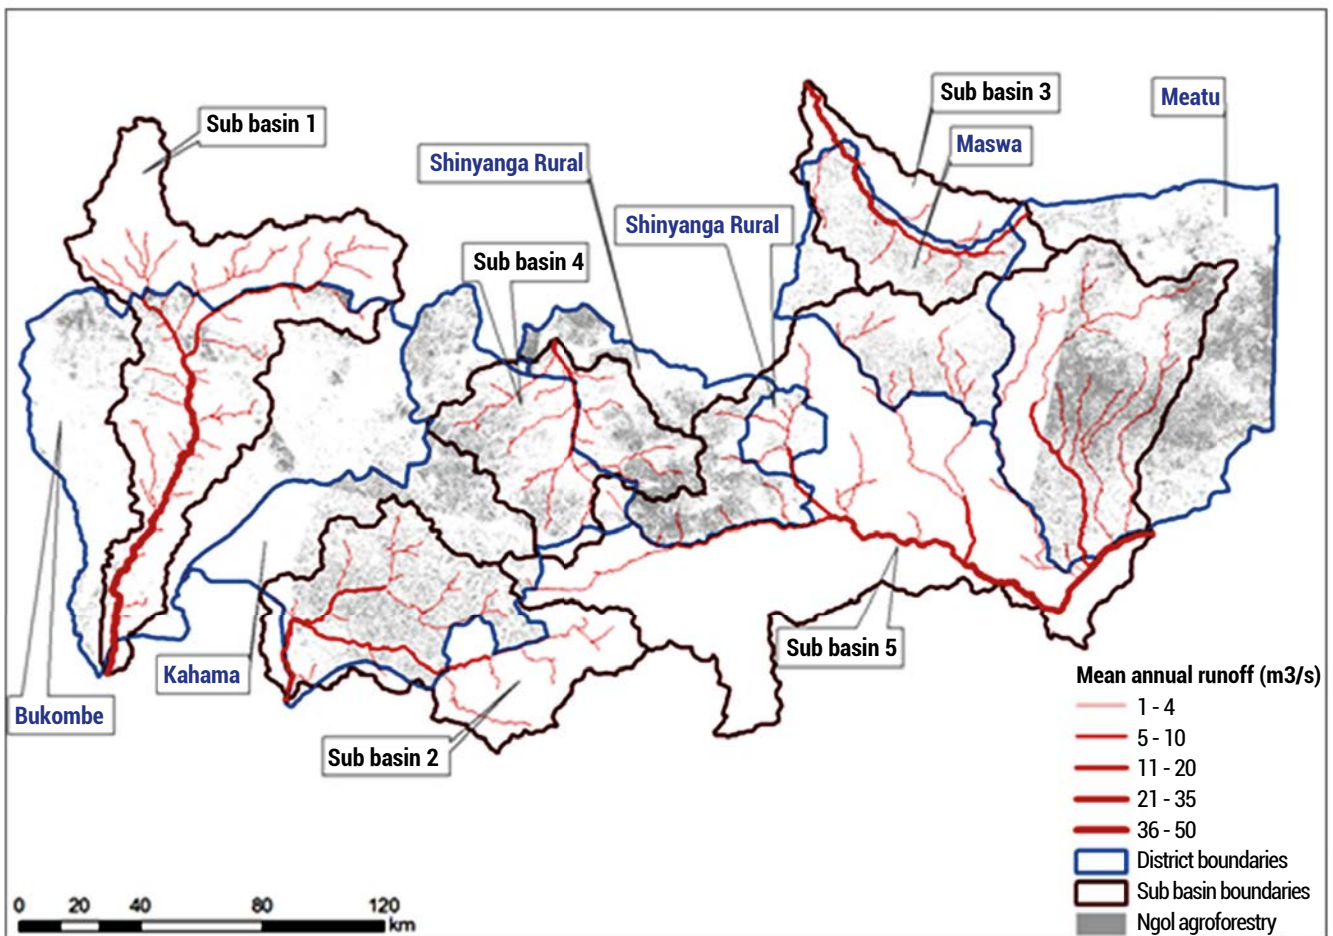 Sub basin 3
Meatu
Sub basin 1
Maswa
Shinyanga Rural
Shinyanga Rural
Sub basin 4
Sub basin 5
Kahama
Bukombe
Sub basin 2
Mean annual runoff (m3/s)
1 - 4
5 - 10
11 - 20
21 - 35
36 - 50
District boundaries
Sub basin boundaries
Ngol agroforestry
0 20 40 80 120
km